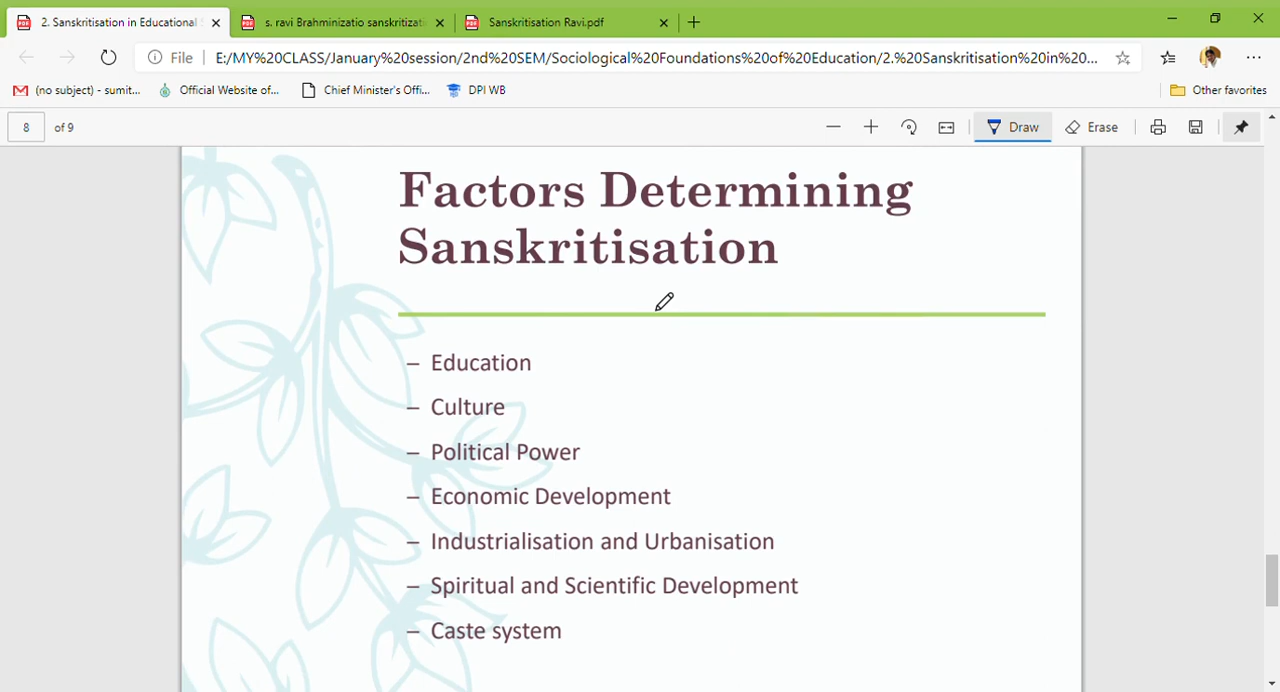 2. Sanskritisation in Educational
s. ravi Brahminizatio sanskritizati
Sanskritisation Ravi.pdf
File
E:/MY%20CLASS/January%20session/2nd%20SEM/Sociological%20Foundations%20of%20Education/2.%20Sanskritisation%20in%20...
(no subject) - sumit...
Official Website of...
Chief Minister's Offi...
DPI WB
Other favorites
8 of 9
Draw
Erase
Factors Determining
Sanskritisation
– Education
– Culture
– Political Power
– Economic Development
– Industrialisation and Urbanisation
– Spiritual and Scientific Development
– Caste system